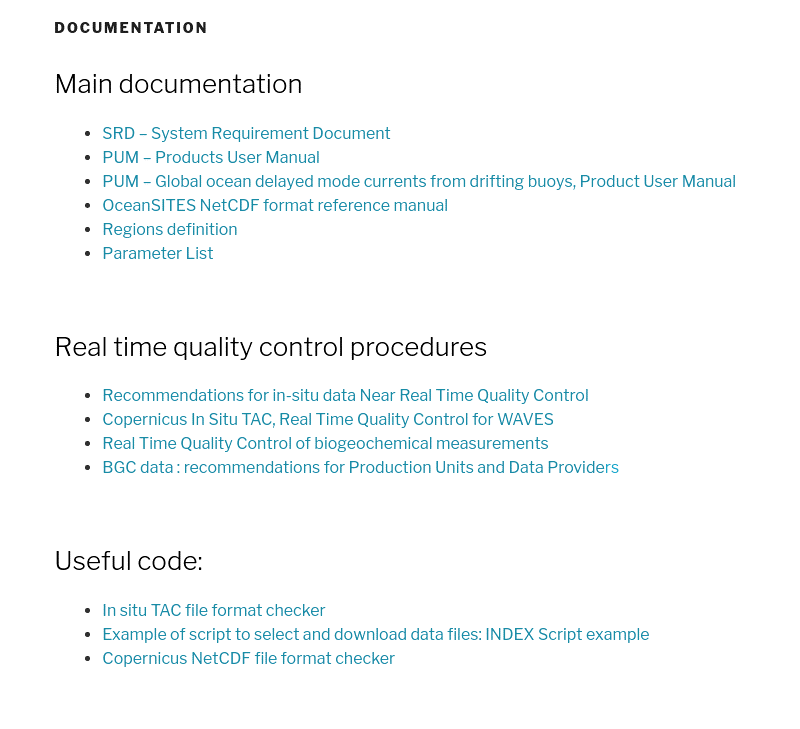 DOCUMENTATION
Main documentation
• SRD – System Requirement Document
• PUM – Products User Manual
• PUM – Global ocean delayed mode currents from drifting buoys, Product User Manual
• OceanSITES NetCDF format reference manual
• Regions definition
• Parameter List
Real time quality control procedures
• Recommendations for in-situ data Near Real Time Quality Control
• Copernicus In Situ TAC, Real Time Quality Control for WAVES
• Real Time Quality Control of biogeochemical measurements
• BGC data : recommendations for Production Units and Data Providers
Useful code:
• In situ TAC file format checker
• Example of script to select and download data files: INDEX Script example
• Copernicus NetCDF file format checker